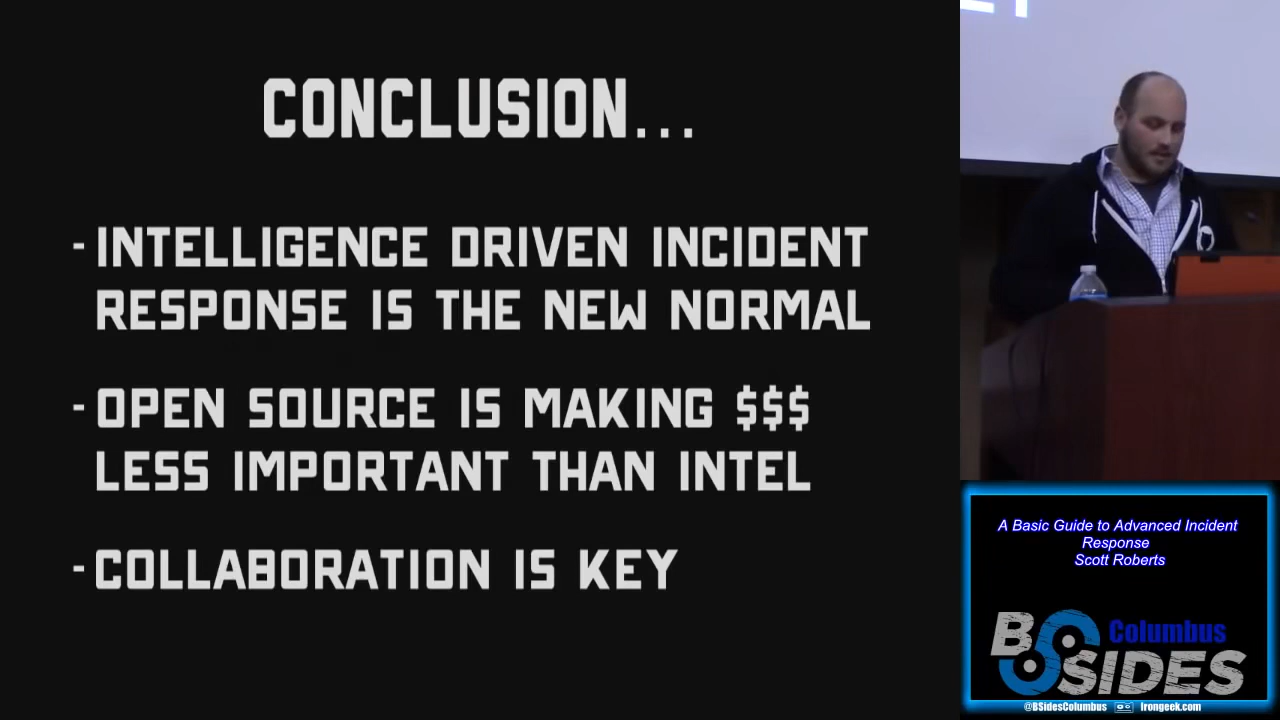 CONCLUSION...
- INTELLIGENCE DRIVEN INCIDENT
RESPONSE IS THE NEW NORMAL
- OPEN SOURCE IS MAKING $$$
LESS IMPORTANT THAN INTEL
- COLLABORATION IS KEY
A Basic Guide to Advanced Incident
Response
Scott Roberts
BSIDES Columbus
@BSidesColumbus Irongeek.com